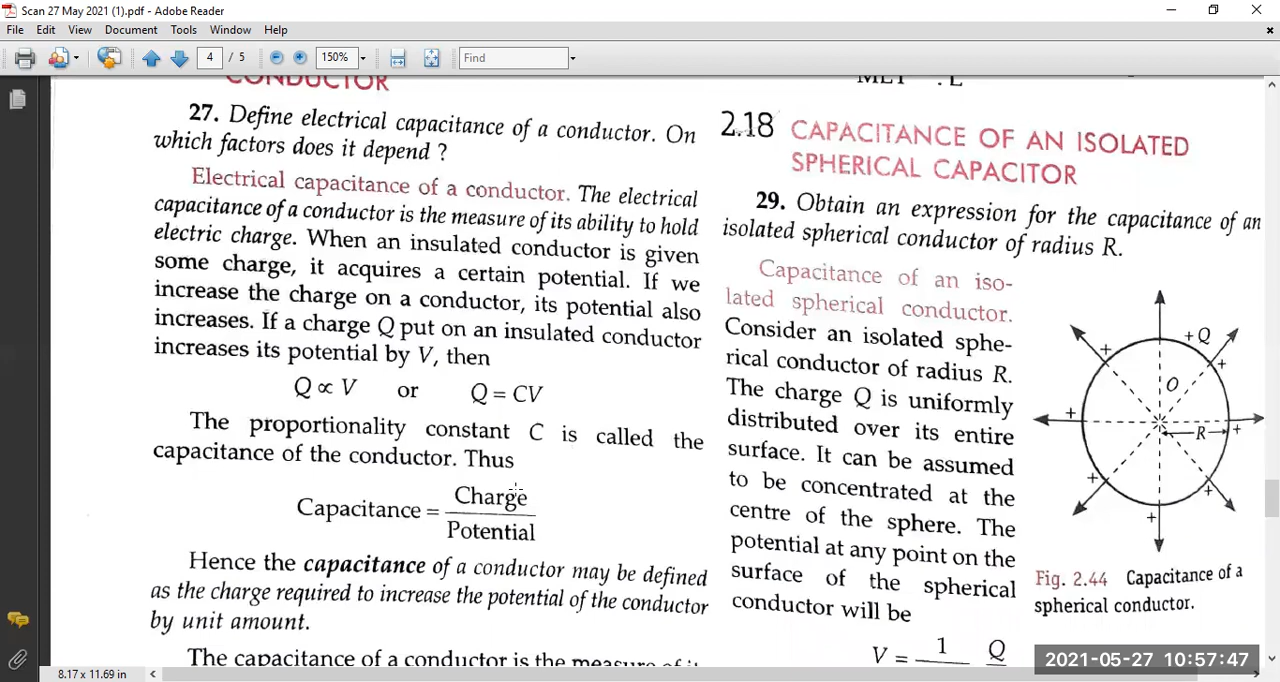 Scan 27 May 2021 (1).pdf - Adobe Reader
File Edit View Document Tools Window Help
4 / 5 150% Find
CONDUCTOR
27. Define electrical capacitance of a conductor. On
which factors does it depend ?
Electrical capacitance of a conductor. The electrical
capacitance of a conductor is the measure of its ability to hold
electric charge. When an insulated conductor is given
some charge, it acquires a certain potential. If we
increase the charge on a conductor, its potential also
increases. If a charge Q put on an insulated conductor
increases its potential by V, then
Q ∝ V or Q = CV
The proportionality constant C is called the
capacitance of the conductor. Thus
Capacitance = Charge
Potential
Hence the capacitance of a conductor may be defined
as the charge required to increase the potential of the conductor
by unit amount.
The capacitance of a conductor is the measure of it
2.18 CAPACITANCE OF AN ISOLATED
SPHERICAL CAPACITOR
29. Obtain an expression for the capacitance of an
isolated spherical conductor of radius R.
Capacitance of an iso-
lated spherical conductor.
Consider an isolated sphe-
rical conductor of radius R.
The charge Q is uniformly
distributed over its entire
surface. It can be assumed
to be concentrated at the
centre of the sphere. The
potential at any point on the
surface of the spherical
conductor will be
V = 1 Q
+Q
+ +
O
+ R +
+ +
+
Fig. 2.44 Capacitance of a
spherical conductor.
2021-05-27 10:57:47
8.17 x 11.69 in